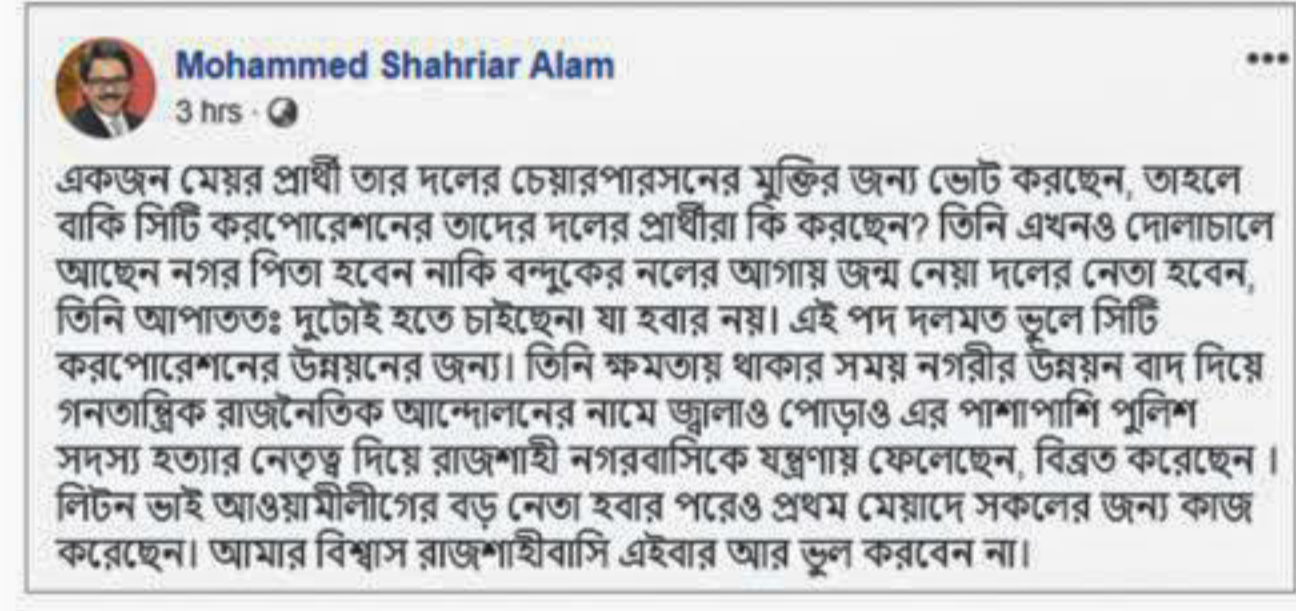 Mohammed Shahriar Alam
3 hrs ·
একজন মেয়র প্রার্থী তার দলের চেয়ারপারসনের মুক্তির জন্য ভোট করছেন, তাহলে
বাকি সিটি করপোরেশনের তাদের দলের প্রার্থীরা কি করছেন? তিনি এখনও দোলাচালে
আছেন নগর পিতা হবেন নাকি বন্দুকের নলের আগায় জন্ম নেয়া দলের নেতা হবেন,
তিনি আপাততঃ দুটোই হতে চাইছেন৷ যা হবার নয়। এই পদ দলমত ভূলে সিটি
করপোরেশনের উন্নয়নের জন্য। তিনি ক্ষমতায় থাকার সময় নগরীর উন্নয়ন বাদ দিয়ে
গনতান্ত্রিক রাজনৈতিক আন্দোলনের নামে জ্বালাও পোড়াও এর পাশাপাশি পুলিশ
সদস্য হত্যার নেতৃত্ব দিয়ে রাজশাহী নগরবাসিকে যন্ত্রণায় ফেলেছেন, বিব্রত করেছেন ।
লিটন ভাই আওয়ামীলীগের বড় নেতা হবার পরেও প্রথম মেয়াদে সকলের জন্য কাজ
করেছেন। আমার বিশ্বাস রাজশাহীবাসি এইবার আর ভূল করবেন না।